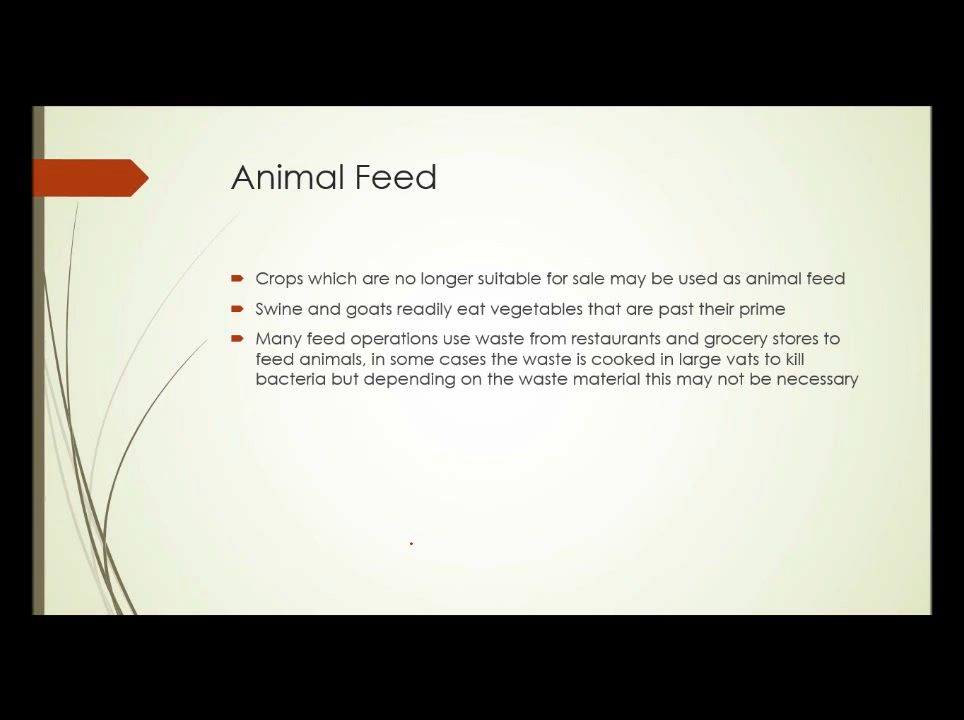 Animal Feed
Crops which are no longer suitable for sale may be used as animal feed
Swine and goats readily eat vegetables that are past their prime
Many feed operations use waste from restaurants and grocery stores to
feed animals, in some cases the waste is cooked in large vats to kill
bacteria but depending on the waste material this may not be necessary